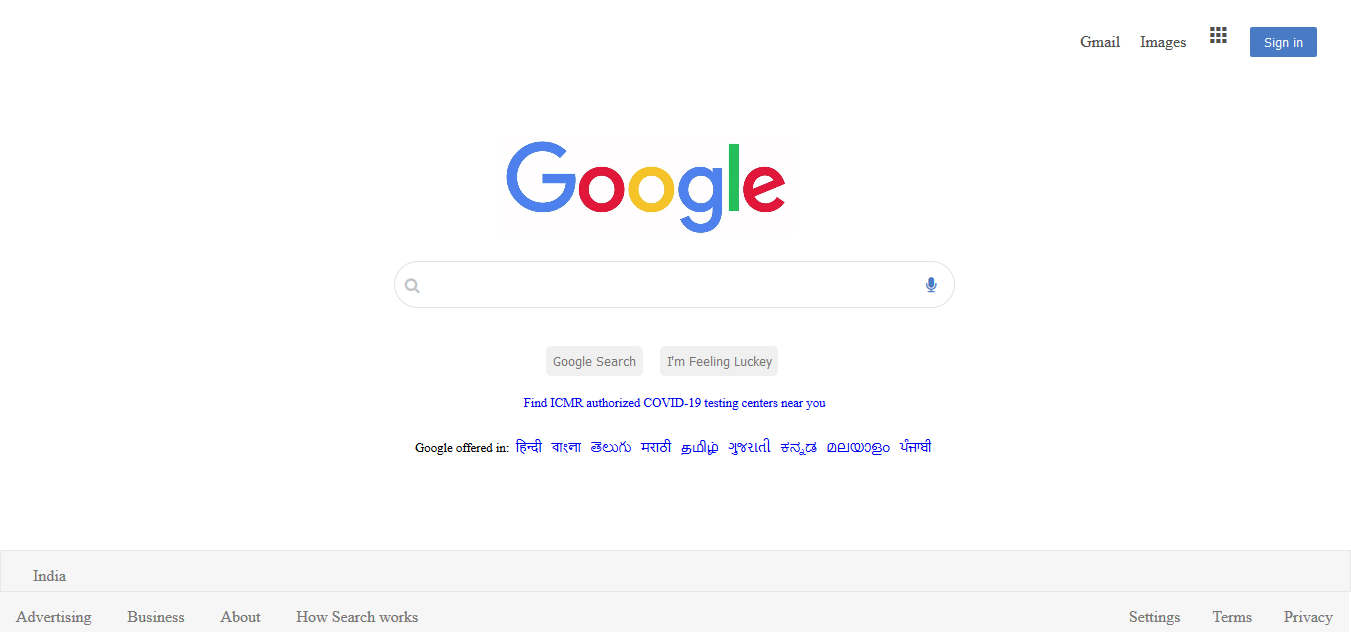 Gmail Images Sign in
Google
Google Search I'm Feeling Luckey
Find ICMR authorized COVID-19 testing centers near you
Google offered in: हिन्दी বাংলা తెలుగు मराठी தமிழ் ગુજરાતી ಕನ್ನಡ മലയാളം ਪੰਜਾਬੀ
India
Advertising Business About How Search works Settings Terms Privacy